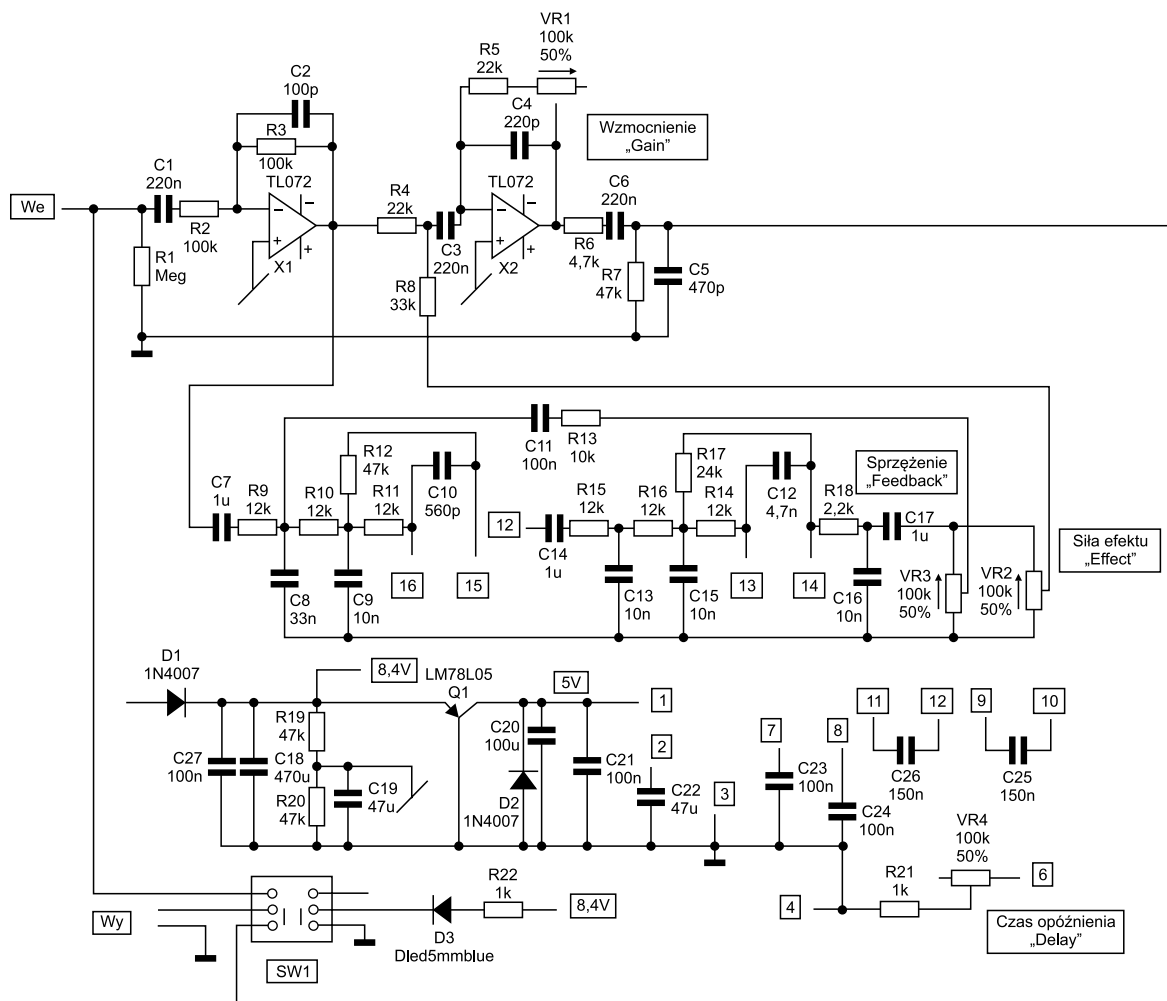 VR1
100k
50%
R5
22k
C2
100p
C4
220p
Wzmocnienie
„Gain”
R3
100k
C1
220n
TL072
TL072
C6
220n
We
R4
22k
R2
100k
−
−
−
−
+
+
+
+
R1
Meg
X1
C3
220n
X2
R6
4,7k
R7
47k
C5
470p
R8
33k
C11
100n
R13
10k
R12
47k
R17
24k
Sprzężenie
„Feedback”
C7
1u
R9
12k
R10
12k
R11
12k
C10
560p
R15
12k
R16
12k
R14
12k
C12
4,7n
R18
2,2k
C17
1u
12
C14
1u
Siła efektu
„Effect”
C8
33n
C9
10n
16
15
C13
10n
C15
10n
13
14
C16
10n
VR3
100k
50%
VR2
100k
50%
D1
1N4007
8,4V
LM78L05
Q1
5V
1
11
12
9
10
R19
47k
C20
100u
2
7
8
C27
100n
C18
470u
C21
100n
C26
150n
C25
150n
R20
47k
C19
47u
D2
1N4007
C22
47u
3
C23
100n
C24
100n
VR4
100k
50%
R22
1k
R21
1k
6
Wy
8,4V
4
D3
Dled5mmblue
Czas opóźnienia
„Delay”
SW1